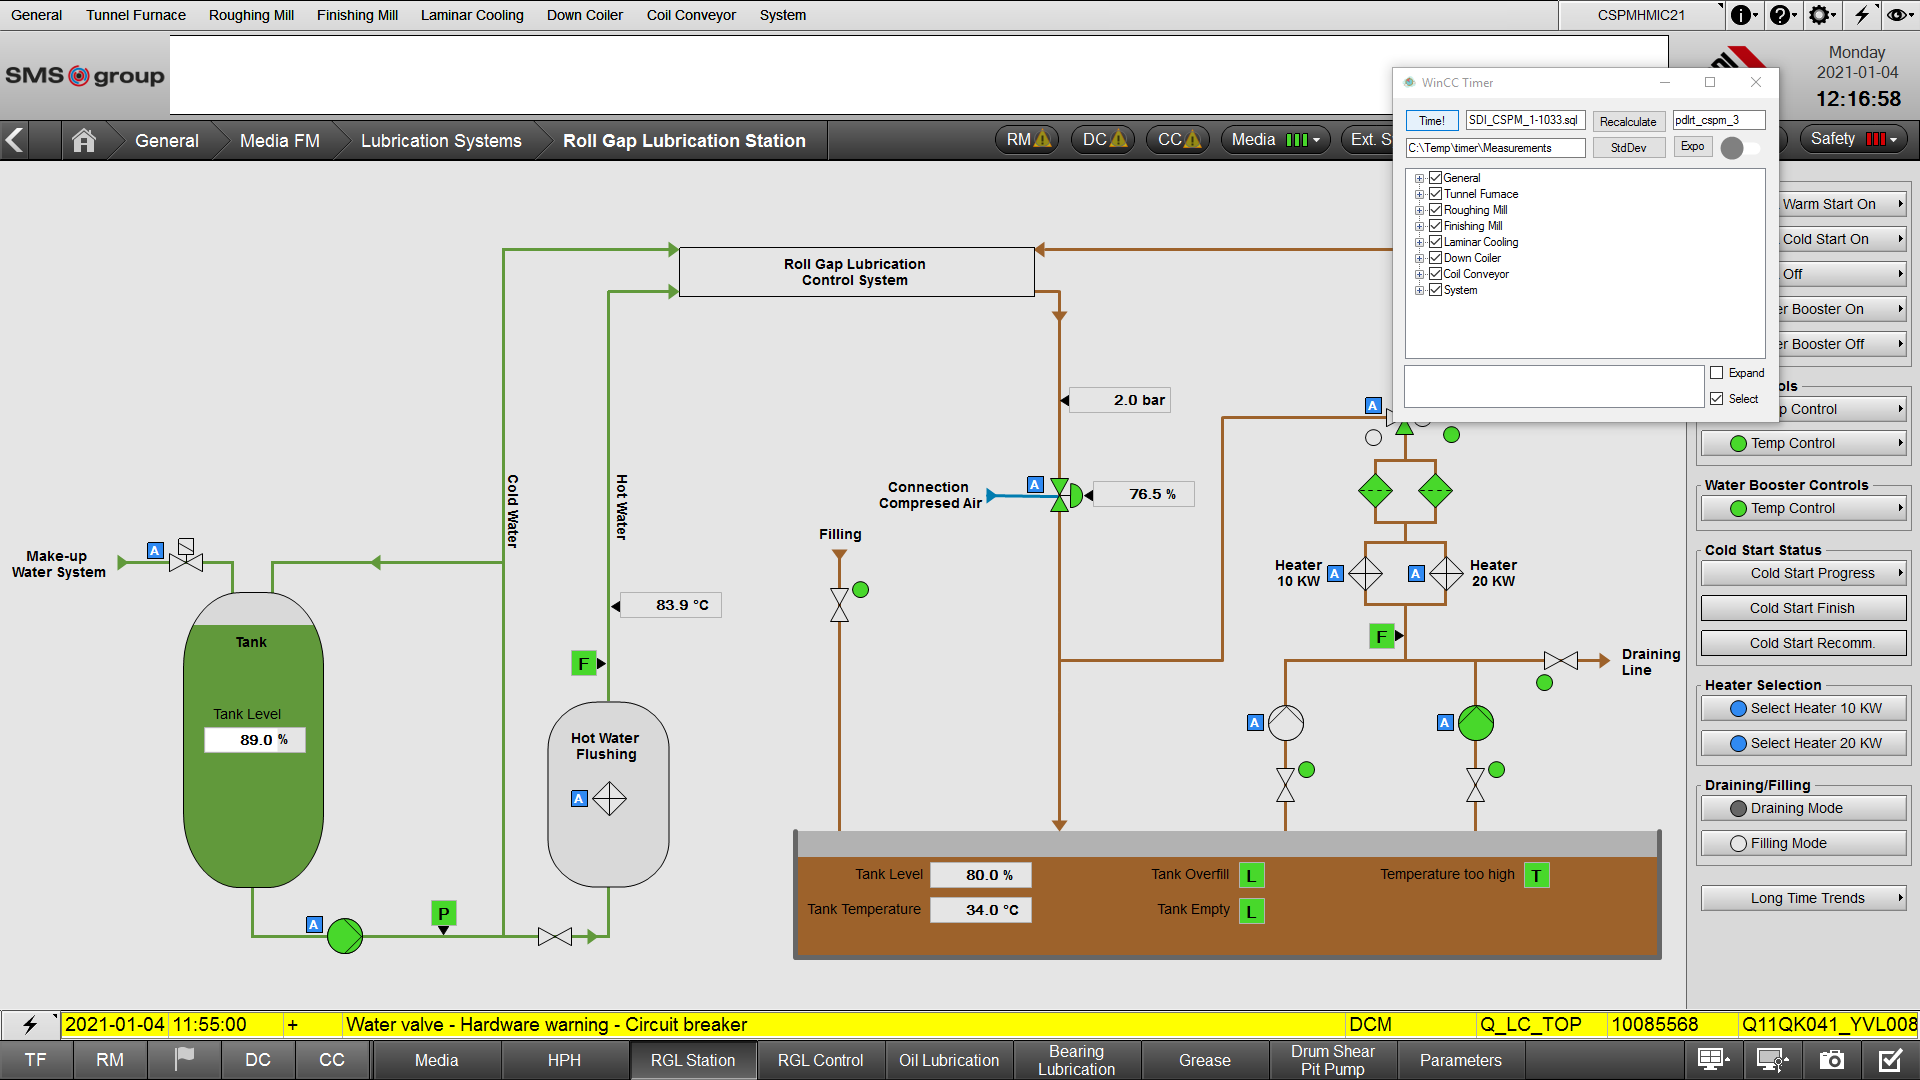 General Tunnel Furnace Roughing Mill Finishing Mill Laminar Cooling Down Coiler Coil Conveyor System CSPMHMIC21
SMS group
Monday
2021-01-04
12:16:58
General Media FM Lubrication Systems Roll Gap Lubrication Station RM DC CC Media Ext. S Safety
WinCC Timer
Time! SDI_CSPM_1-1033.sql Recalculate pdlrt_cspm_3
C:\Temp\timer\Measurements StdDev Expo
General
Tunnel Furnace
Roughing Mill
Finishing Mill
Laminar Cooling
Down Coiler
Coil Conveyor
System
Expand
Select
Warm Start On
Cold Start On
Off
er Booster On
er Booster Off
ols
p Control
Temp Control
Water Booster Controls
Temp Control
Cold Start Status
Cold Start Progress
Cold Start Finish
Cold Start Recomm.
Heater Selection
Select Heater 10 KW
Select Heater 20 KW
Draining/Filling
Draining Mode
Filling Mode
Long Time Trends
Roll Gap Lubrication
Control System
2.0 bar
A
Cold Water
Hot Water
Connection
Compresed Air
A
76.5 %
Filling
Make-up
Water System
A
Heater
10 KW
A
A
Heater
20 KW
83.9 °C
F
F
Draining
Line
Tank
Tank Level
89.0 %
Hot Water
Flushing
A
A
A
A
P
Tank Level 80.0 %
Tank Temperature 34.0 °C
Tank Overfill L
Tank Empty L
Temperature too high T
2021-01-04 11:55:00 + Water valve - Hardware warning - Circuit breaker DCM Q_LC_TOP 10085568 Q11QK041_YVL008
TF RM DC CC Media HPH RGL Station RGL Control Oil Lubrication Bearing Lubrication Grease Drum Shear Pit Pump Parameters